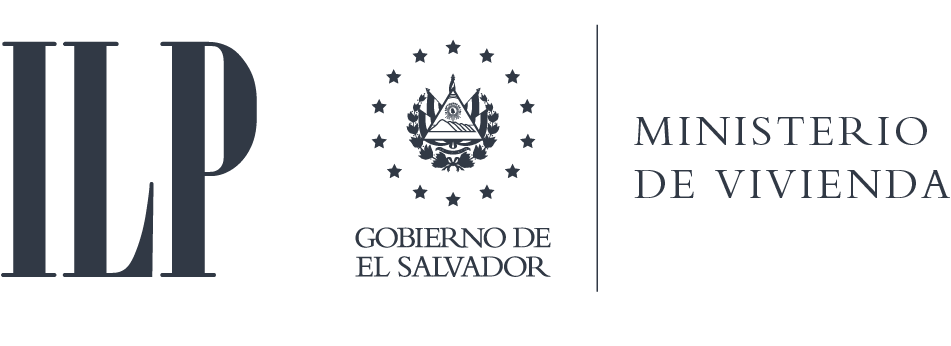 ILP
GOBIERNO DE
EL SALVADOR
MINISTERIO
DE VIVIENDA